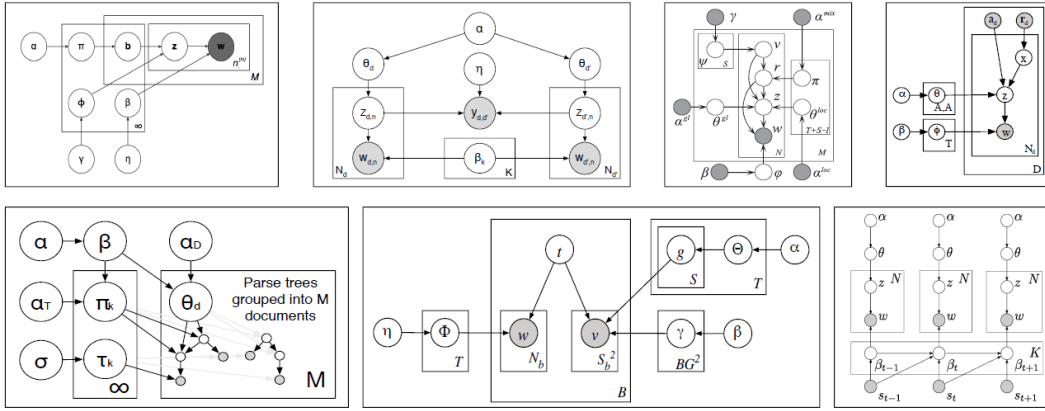 α π b z w
n.(n) M
ϕ β
∞
γ η
α
θd θd'
η
zd,n yd,d' zd',n
wd,n βk wd',n
Nd K Nd'
γ αmix
v
ψ S
r
π
z
αgl θgl θloc
w T+S-1
N M
β φ αloc
ad rd
x
α θ z
A,A
β ϕ w
T
Nd
D
α β αD
Parse trees
grouped into M
documents
αT πk θd
σ τk
∞ M
t g Θ α
S T
η Φ w v γ β
T Nb Sb2 BG2
B
α α α
θ θ θ
z N z N z N
w w w
K
βt−1 βt βt+1
st−1 st st+1